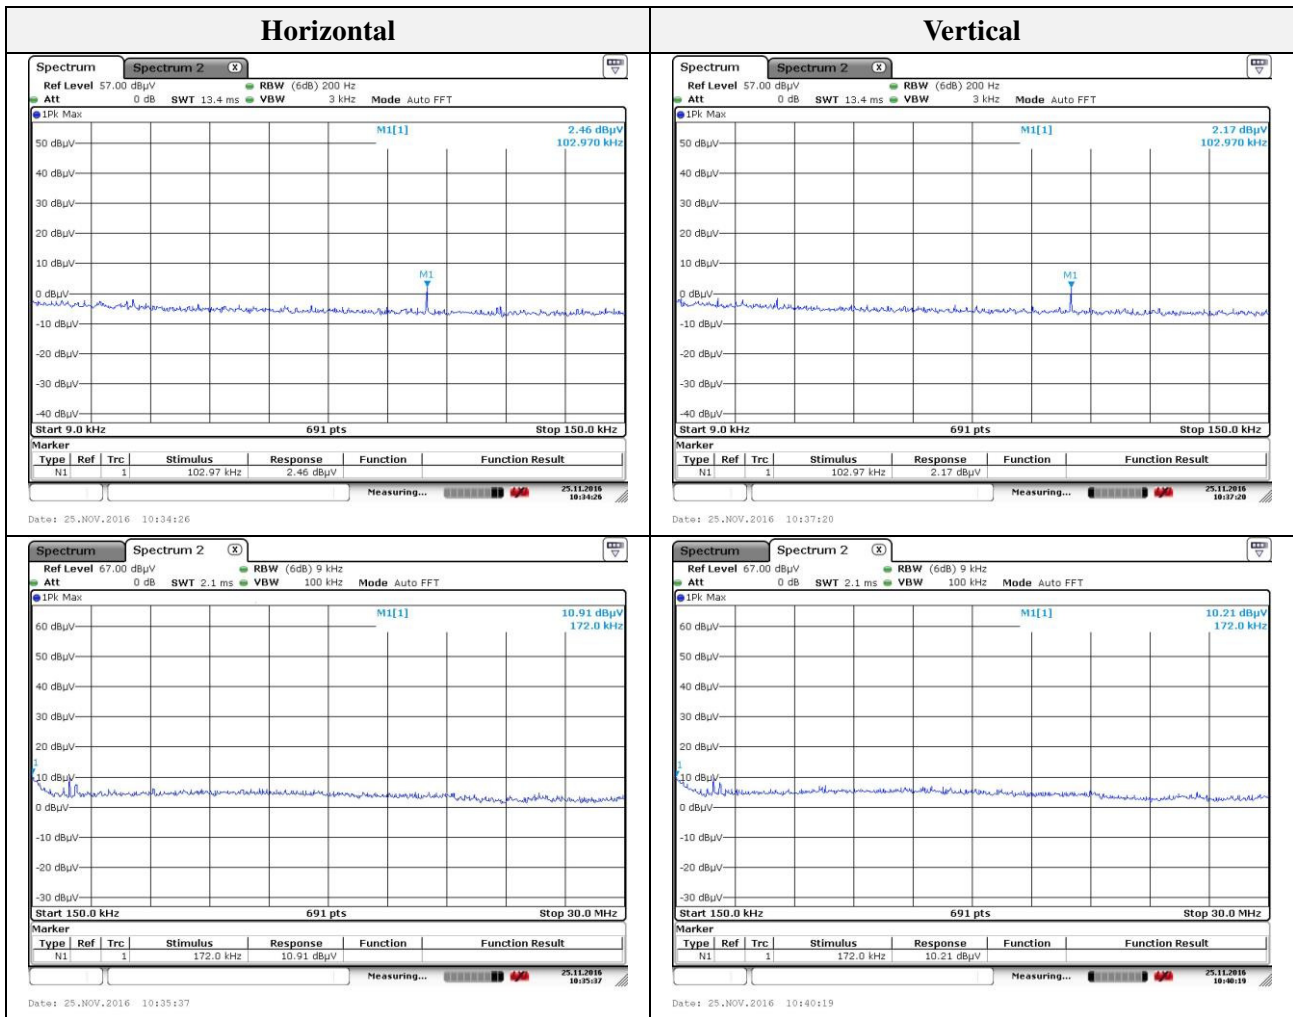 Horizontal
Vertical
Spectrum Spectrum 2 X
Ref Level 57.00 dBµV RBW (6dB) 200 Hz
Att 0 dB SWT 13.4 ms VBW 3 kHz Mode Auto FFT
1Pk Max
M1[1] 2.46 dBµV
102.970 kHz
50 dBµV
40 dBµV
30 dBµV
20 dBµV
10 dBµV
M1
0 dBµV
-10 dBµV
-20 dBµV
-30 dBµV
-40 dBµV
Start 9.0 kHz 691 pts Stop 150.0 kHz
Marker
Type Ref Trc Stimulus Response Function Function Result
N1 1 102.97 kHz 2.46 dBµV
Measuring... 25.11.2016
10:34:26
Date: 25.NOV.2016 10:34:26
Spectrum Spectrum 2 X
Ref Level 57.00 dBµV RBW (6dB) 200 Hz
Att 0 dB SWT 13.4 ms VBW 3 kHz Mode Auto FFT
1Pk Max
M1[1] 2.17 dBµV
102.970 kHz
50 dBµV
40 dBµV
30 dBµV
20 dBµV
10 dBµV
M1
0 dBµV
-10 dBµV
-20 dBµV
-30 dBµV
-40 dBµV
Start 9.0 kHz 691 pts Stop 150.0 kHz
Marker
Type Ref Trc Stimulus Response Function Function Result
N1 1 102.97 kHz 2.17 dBµV
Measuring... 25.11.2016
10:37:20
Date: 25.NOV.2016 10:37:20
Spectrum Spectrum 2 X
Ref Level 67.00 dBµV RBW (6dB) 9 kHz
Att 0 dB SWT 2.1 ms VBW 100 kHz Mode Auto FFT
1Pk Max
M1[1] 10.91 dBµV
172.0 kHz
60 dBµV
50 dBµV
40 dBµV
30 dBµV
20 dBµV
1
10 dBµV
0 dBµV
-10 dBµV
-20 dBµV
-30 dBµV
Start 150.0 kHz 691 pts Stop 30.0 MHz
Marker
Type Ref Trc Stimulus Response Function Function Result
N1 1 172.0 kHz 10.91 dBµV
Measuring... 25.11.2016
10:35:37
Date: 25.NOV.2016 10:35:37
Spectrum Spectrum 2 X
Ref Level 67.00 dBµV RBW (6dB) 9 kHz
Att 0 dB SWT 2.1 ms VBW 100 kHz Mode Auto FFT
1Pk Max
M1[1] 10.21 dBµV
172.0 kHz
60 dBµV
50 dBµV
40 dBµV
30 dBµV
20 dBµV
1
10 dBµV
0 dBµV
-10 dBµV
-20 dBµV
-30 dBµV
Start 150.0 kHz 691 pts Stop 30.0 MHz
Marker
Type Ref Trc Stimulus Response Function Function Result
N1 1 172.0 kHz 10.21 dBµV
Measuring... 25.11.2016
10:40:19
Date: 25.NOV.2016 10:40:19